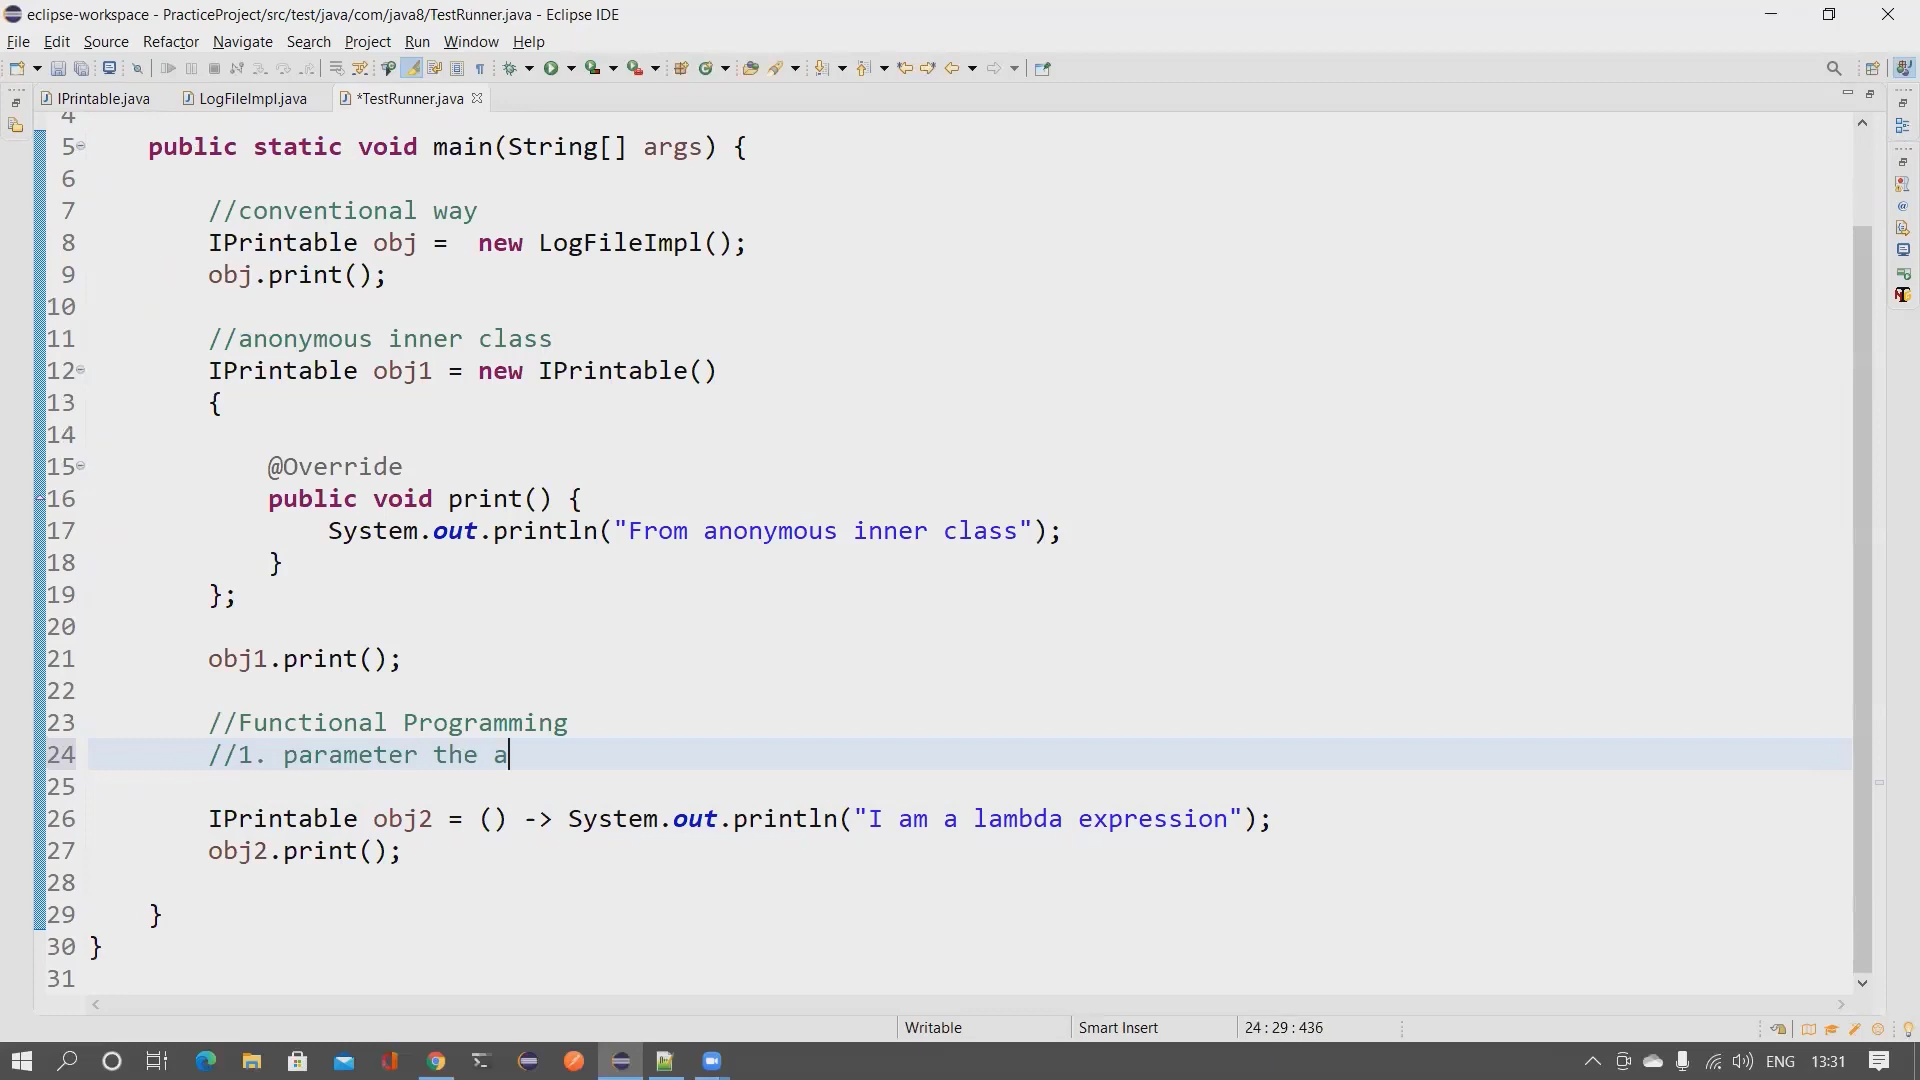 eclipse-workspace - PracticeProject/src/test/java/com/java8/TestRunner.java - Eclipse IDE
File Edit Source Refactor Navigate Search Project Run Window Help
IPrintable.java LogFileImpl.java *TestRunner.java
4
5 public static void main(String[] args) {
6
7 //conventional way
8 IPrintable obj =  new LogFileImpl();
9 obj.print();
10
11 //anonymous inner class
12 IPrintable obj1 = new IPrintable()
13 {
14
15 @Override
16 public void print() {
17 System.out.println("From anonymous inner class");
18 }
19 };
20
21 obj1.print();
22
23 //Functional Programming
24 //1. parameter the a
25
26 IPrintable obj2 = () -> System.out.println("I am a lambda expression");
27 obj2.print();
28
29 }
30 }
31
Writable Smart Insert 24 : 29 : 436
ENG 13:31